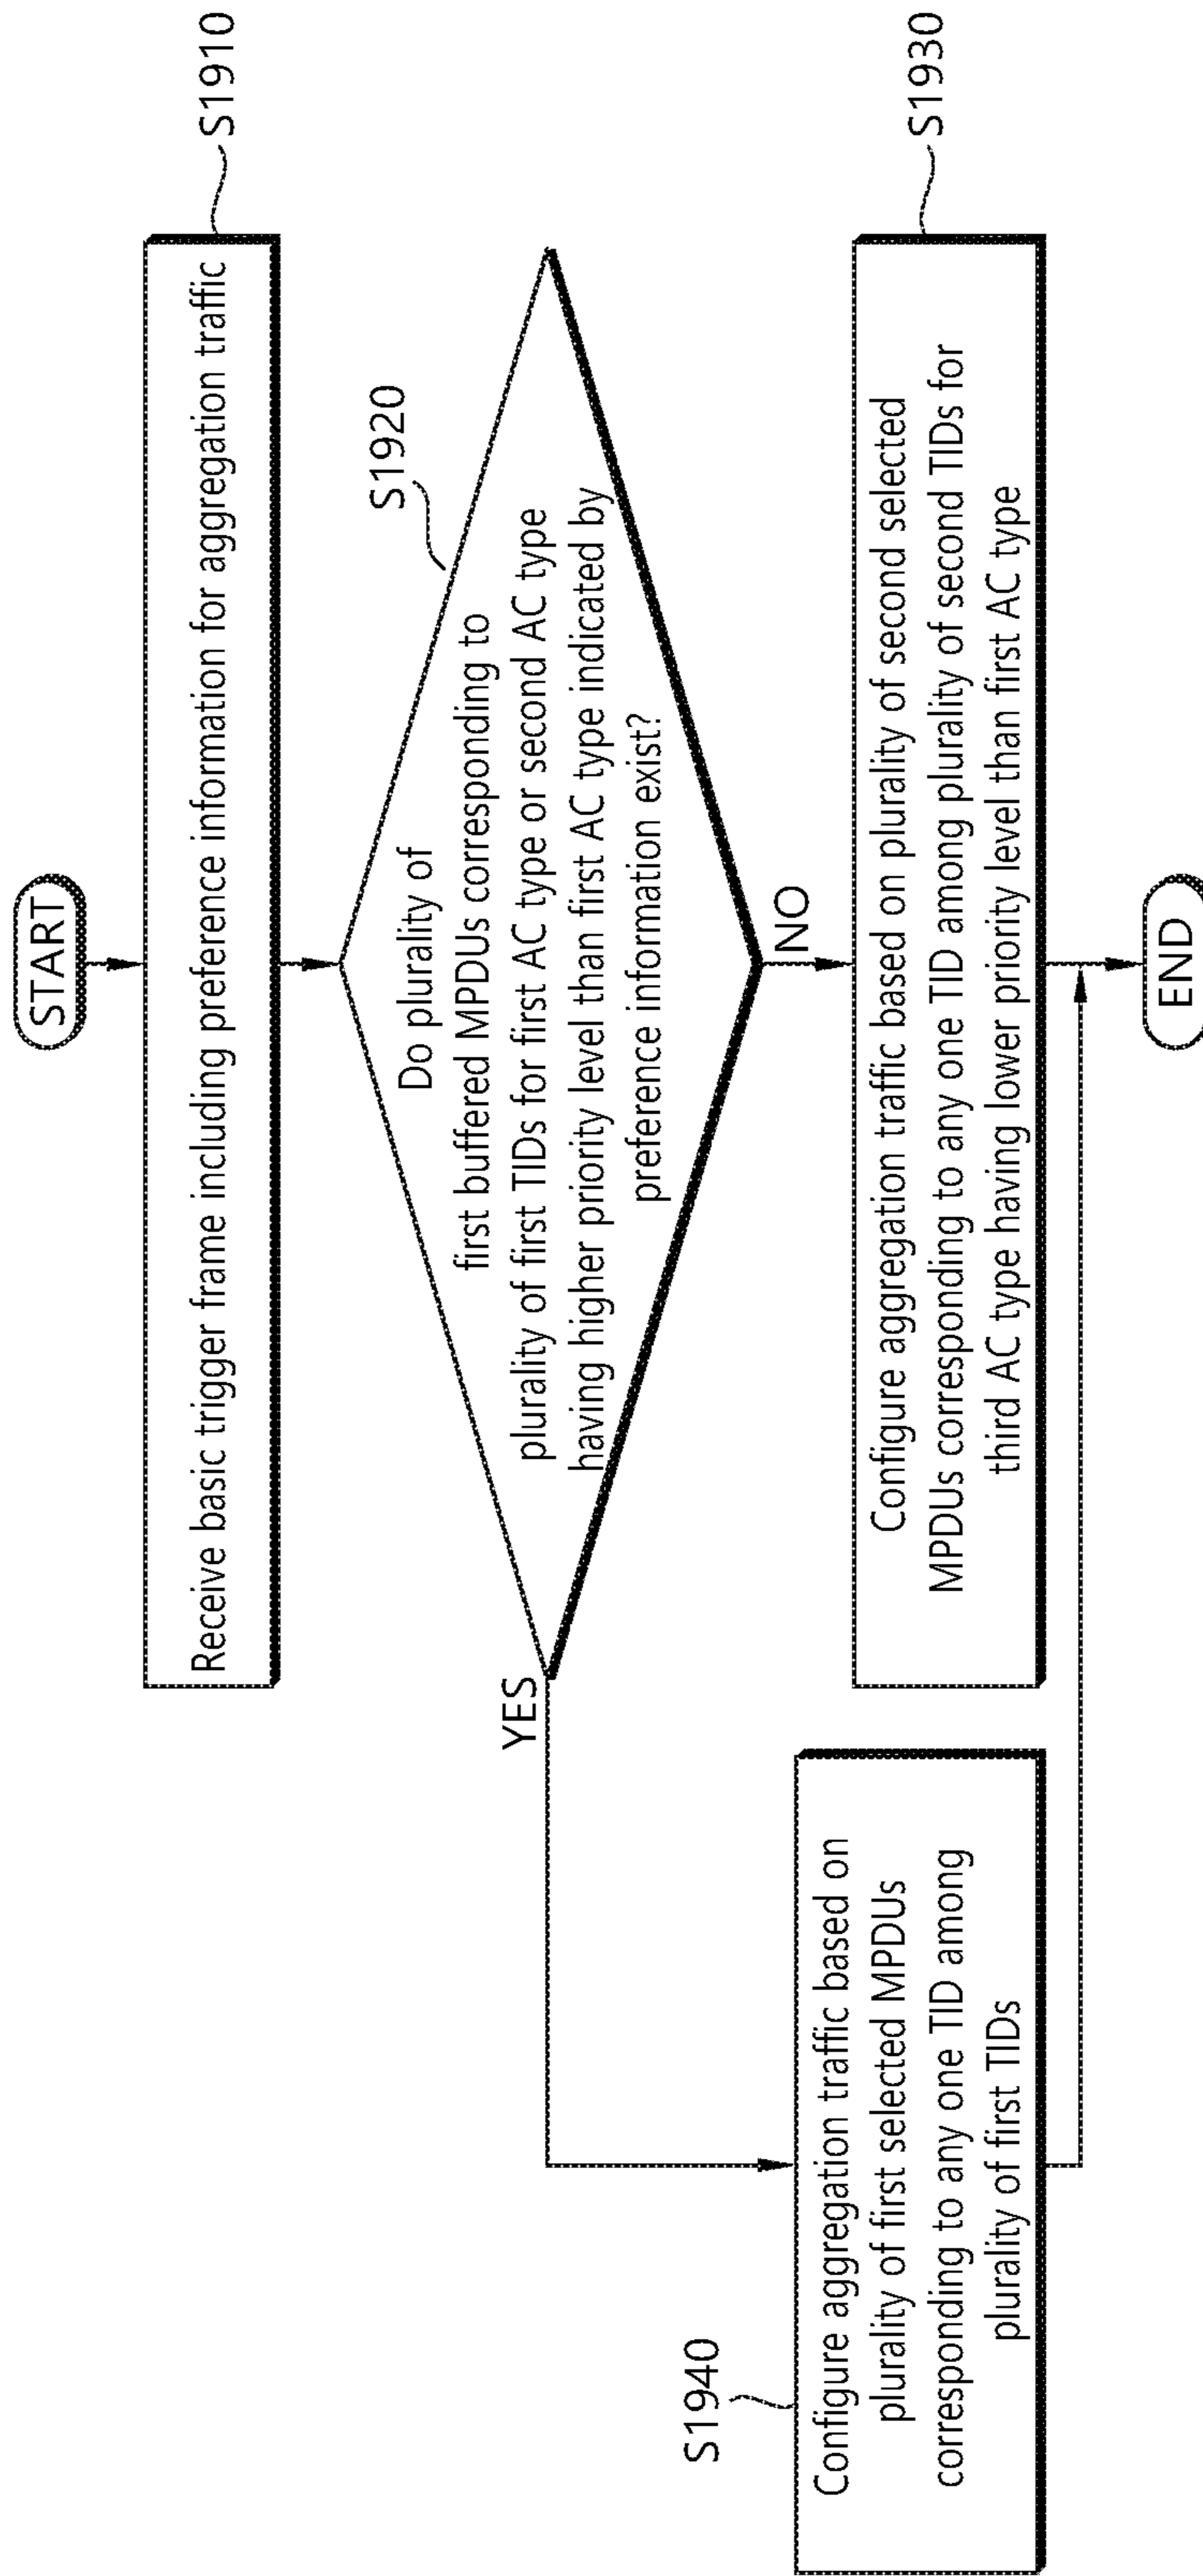 START
Receive basic trigger frame including preference information for aggregation traffic
S1910
S1920
Do plurality of
first buffered MPDUs corresponding to
plurality of first TIDs for first AC type or second AC type
having higher priority level than first AC type indicated by
preference information exist?
YES
NO
Configure aggregation traffic based on plurality of second selected
MPDUs corresponding to any one TID among plurality of second TIDs for
third AC type having lower priority level than first AC type
S1930
S1940
Configure aggregation traffic based on
plurality of first selected MPDUs
corresponding to any one TID among
plurality of first TIDs
END